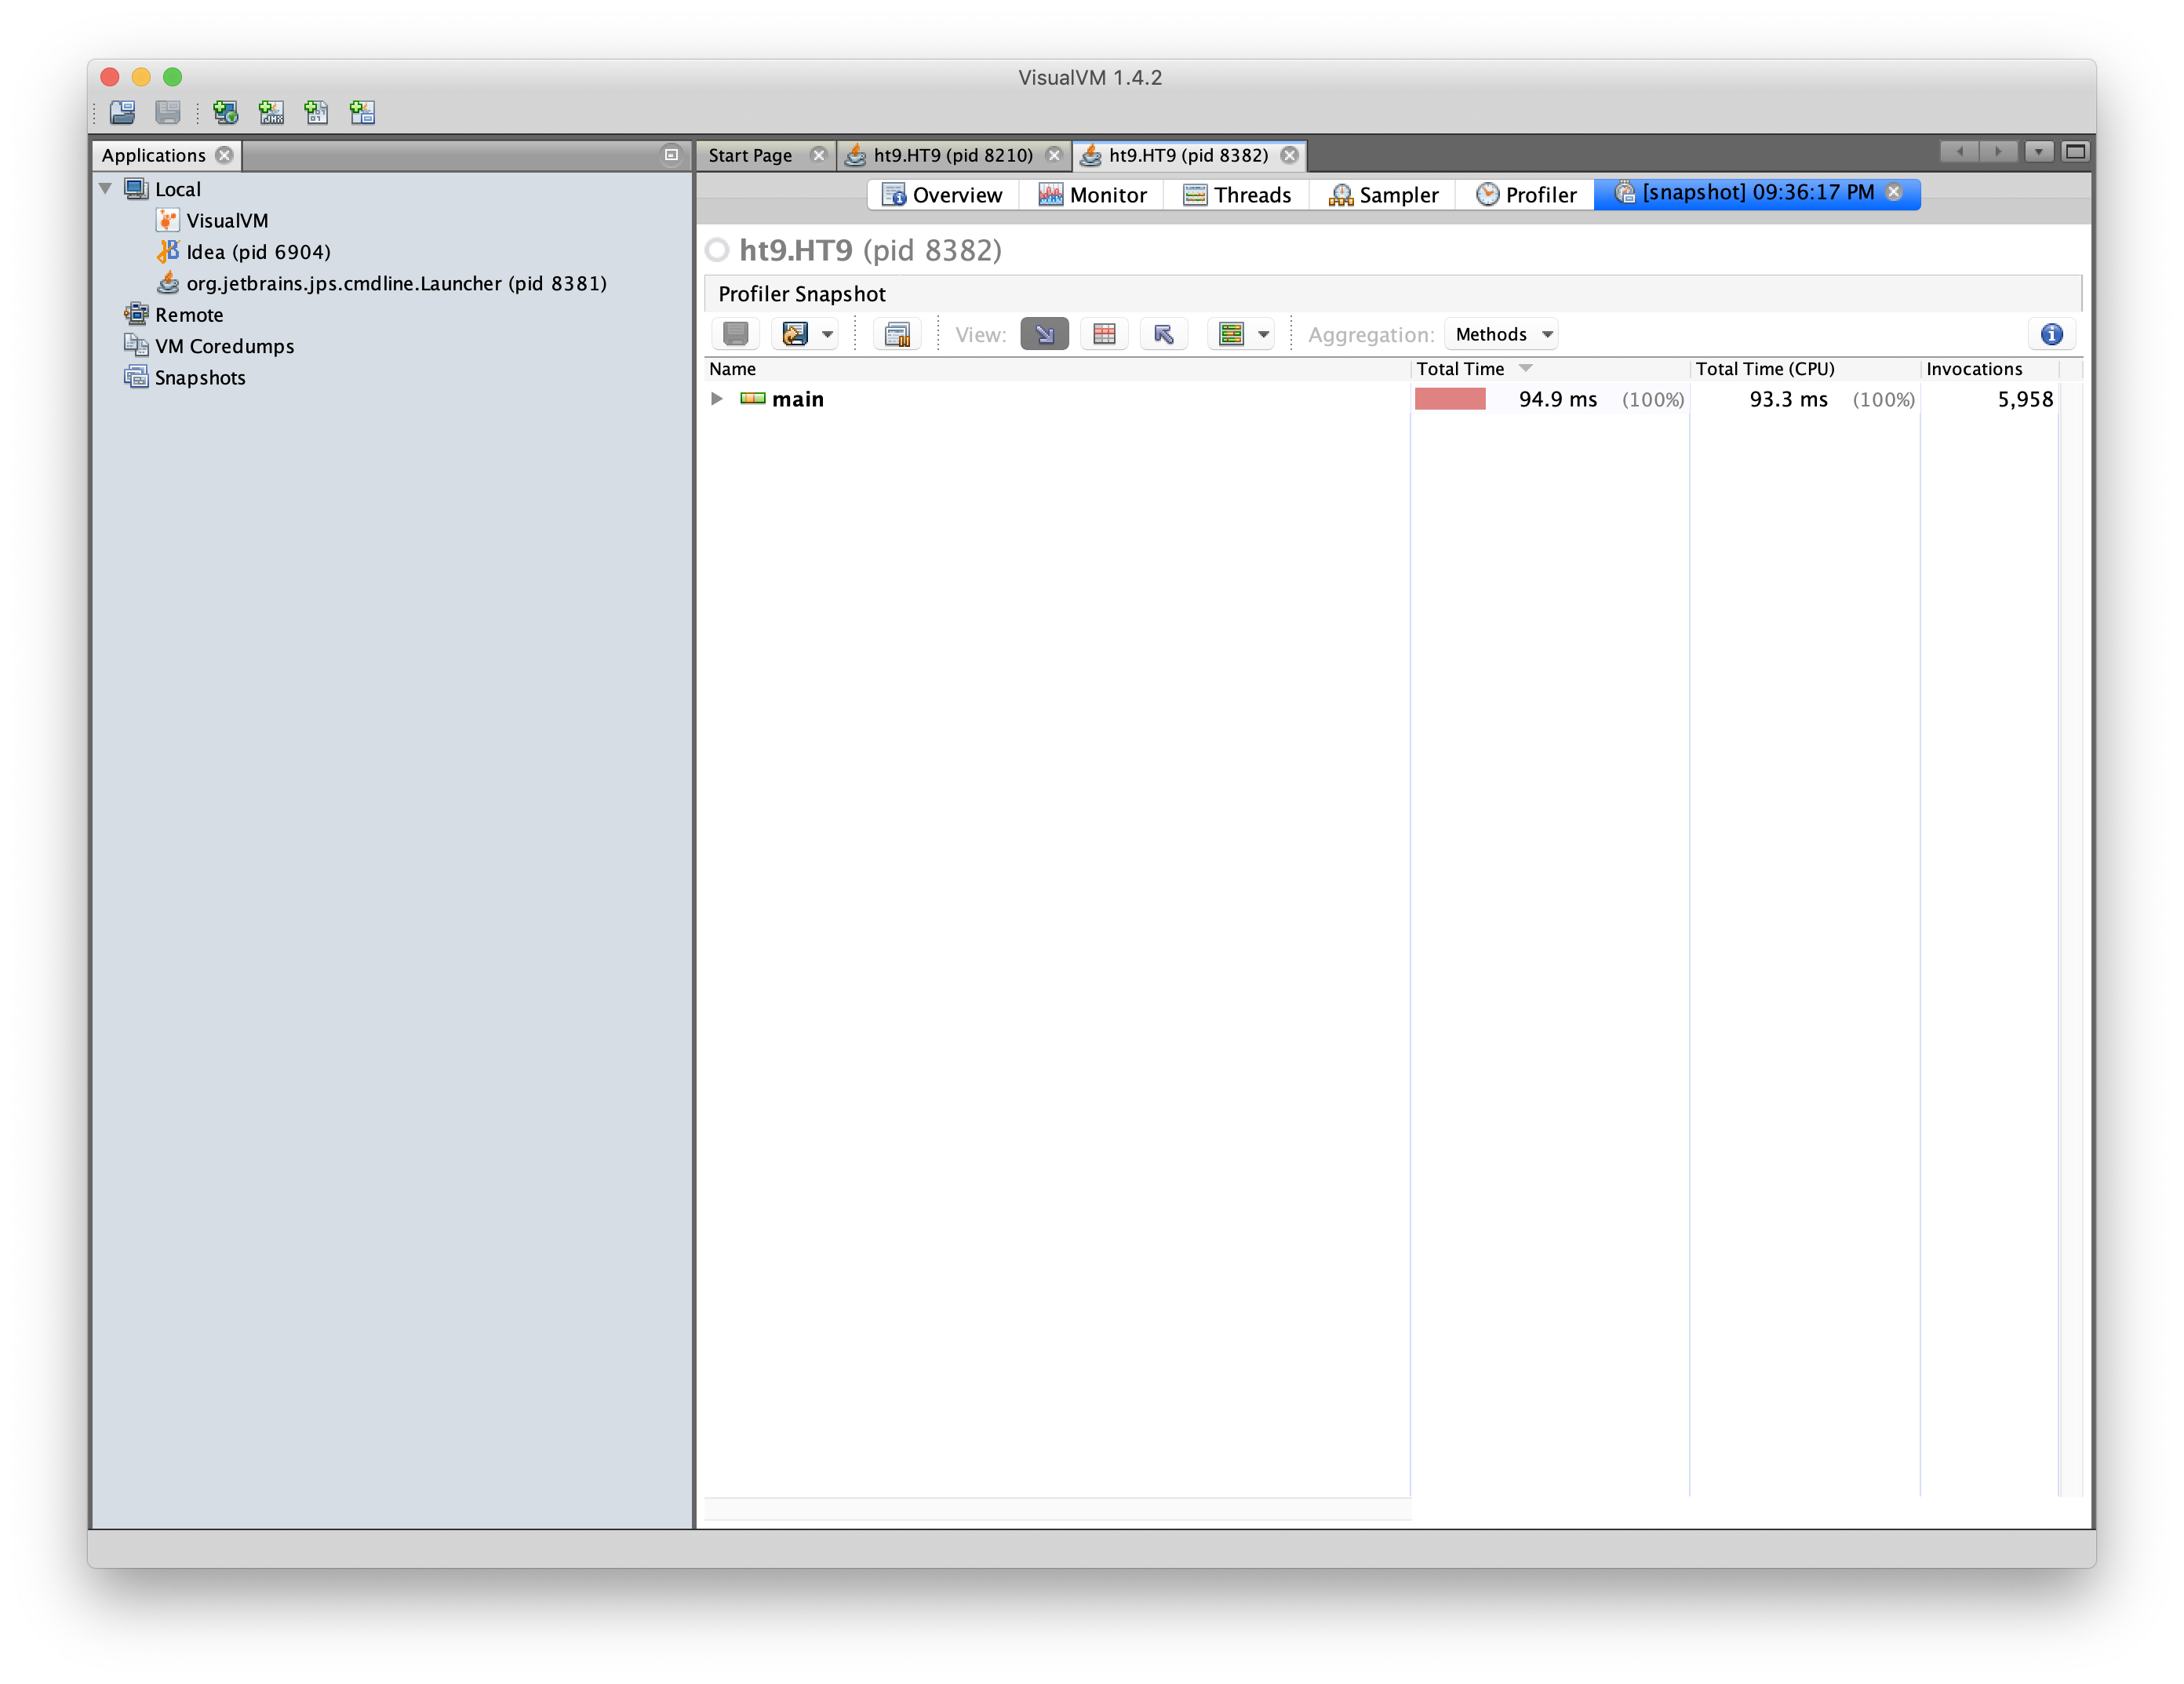 VisualVM 1.4.2
Applications
Start Page
ht9.HT9 (pid 8210)
ht9.HT9 (pid 8382)
Local
VisualVM
Idea (pid 6904)
org.jetbrains.jps.cmdline.Launcher (pid 8381)
Remote
VM Coredumps
Snapshots
Overview
Monitor
Threads
Sampler
Profiler
[snapshot] 09:36:17 PM
ht9.HT9 (pid 8382)
Profiler Snapshot
View:
Aggregation:
Methods
Name
Total Time
Total Time (CPU)
Invocations
main
94.9 ms (100%)
93.3 ms (100%)
5,958